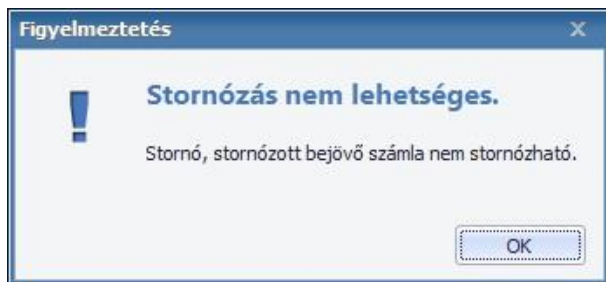 Figyelmeztetés
Stornózás nem lehetséges.
Stornó, stornózott bejövő számla nem stornózható.
OK